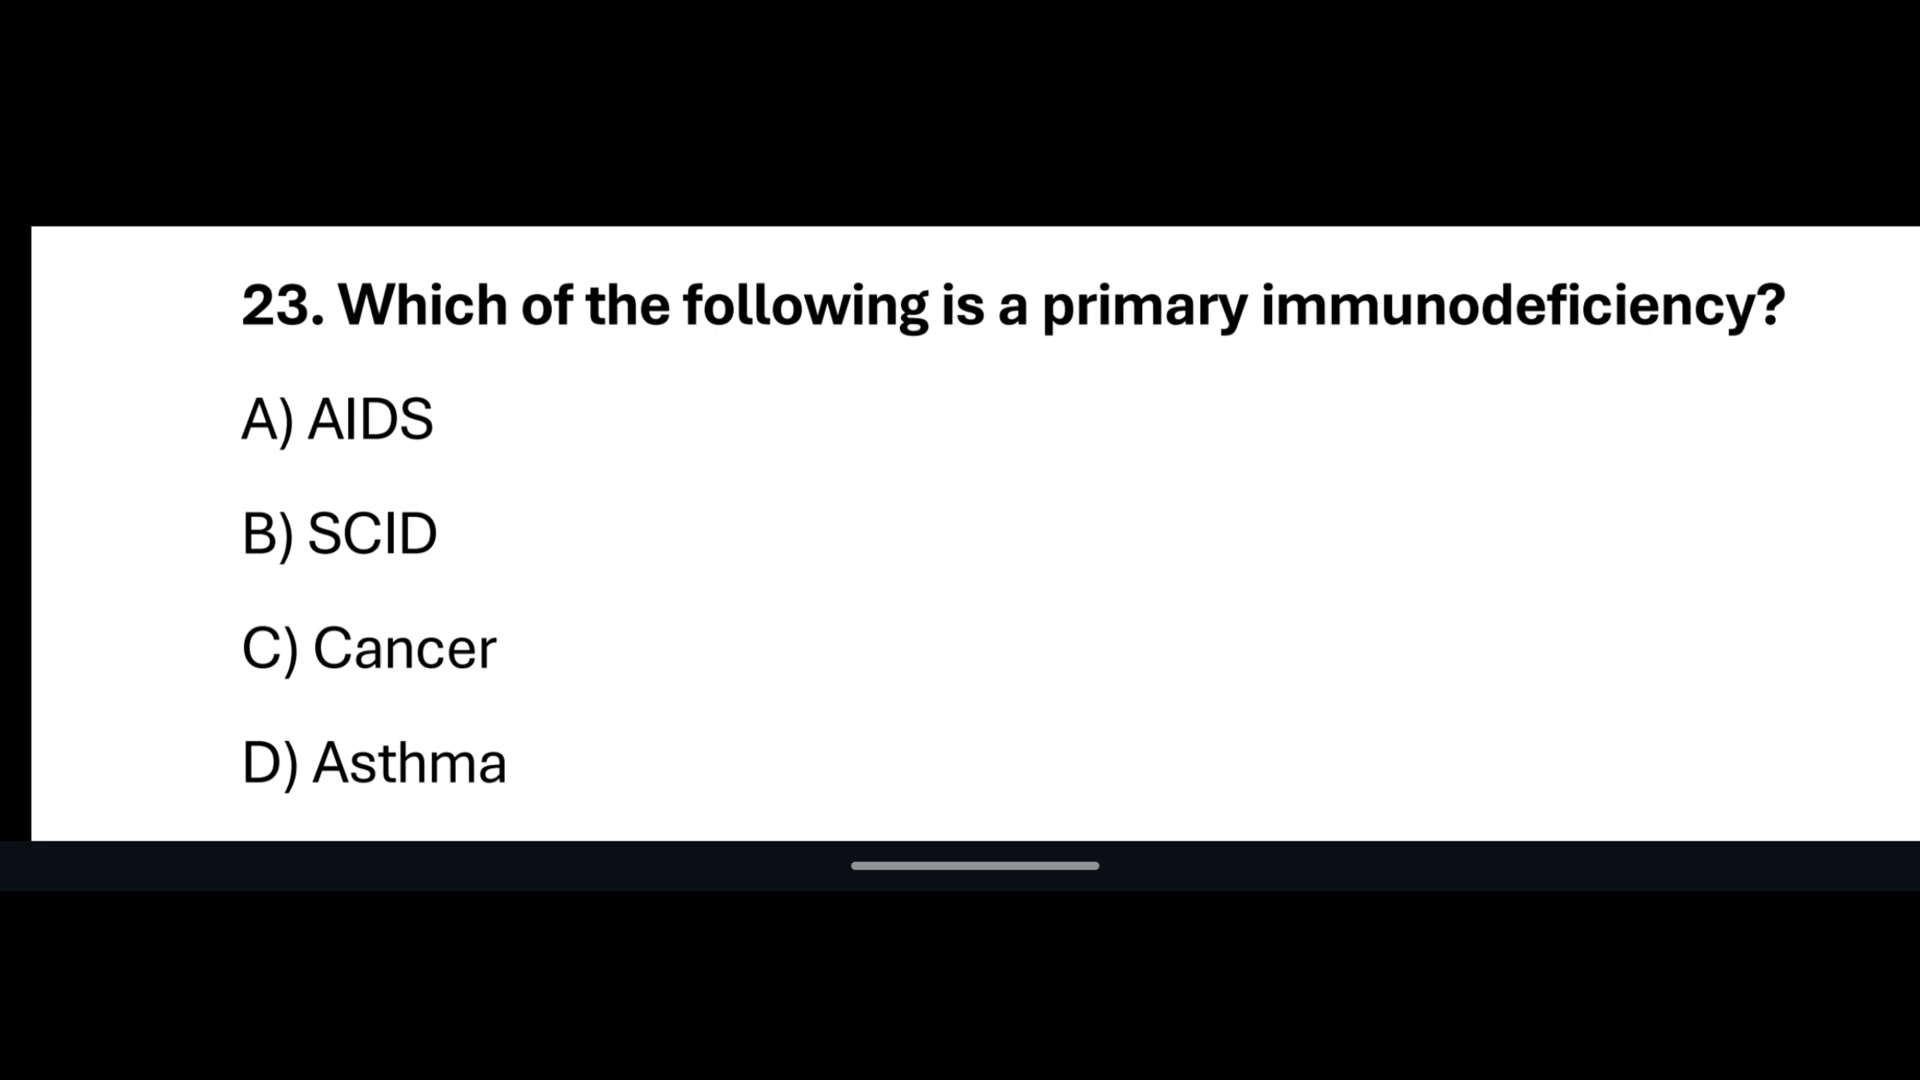 23. Which of the following is a primary immunodeficiency?
A) AIDS
B) SCID
C) Cancer
D) Asthma